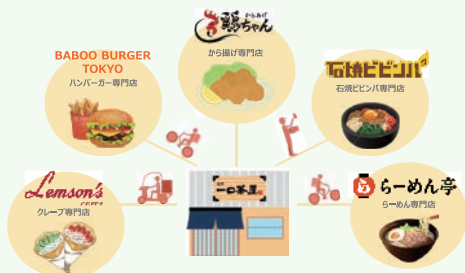 からあげ
鶏ちゃん
から揚げ専門店
BABOO BURGER
TOKYO
ハンバーガー専門店
石焼ビビンバ
石焼ビビンバ専門店
Lemson's
クレープ専門店
一口茶屋
らーめん亭
らーめん専門店